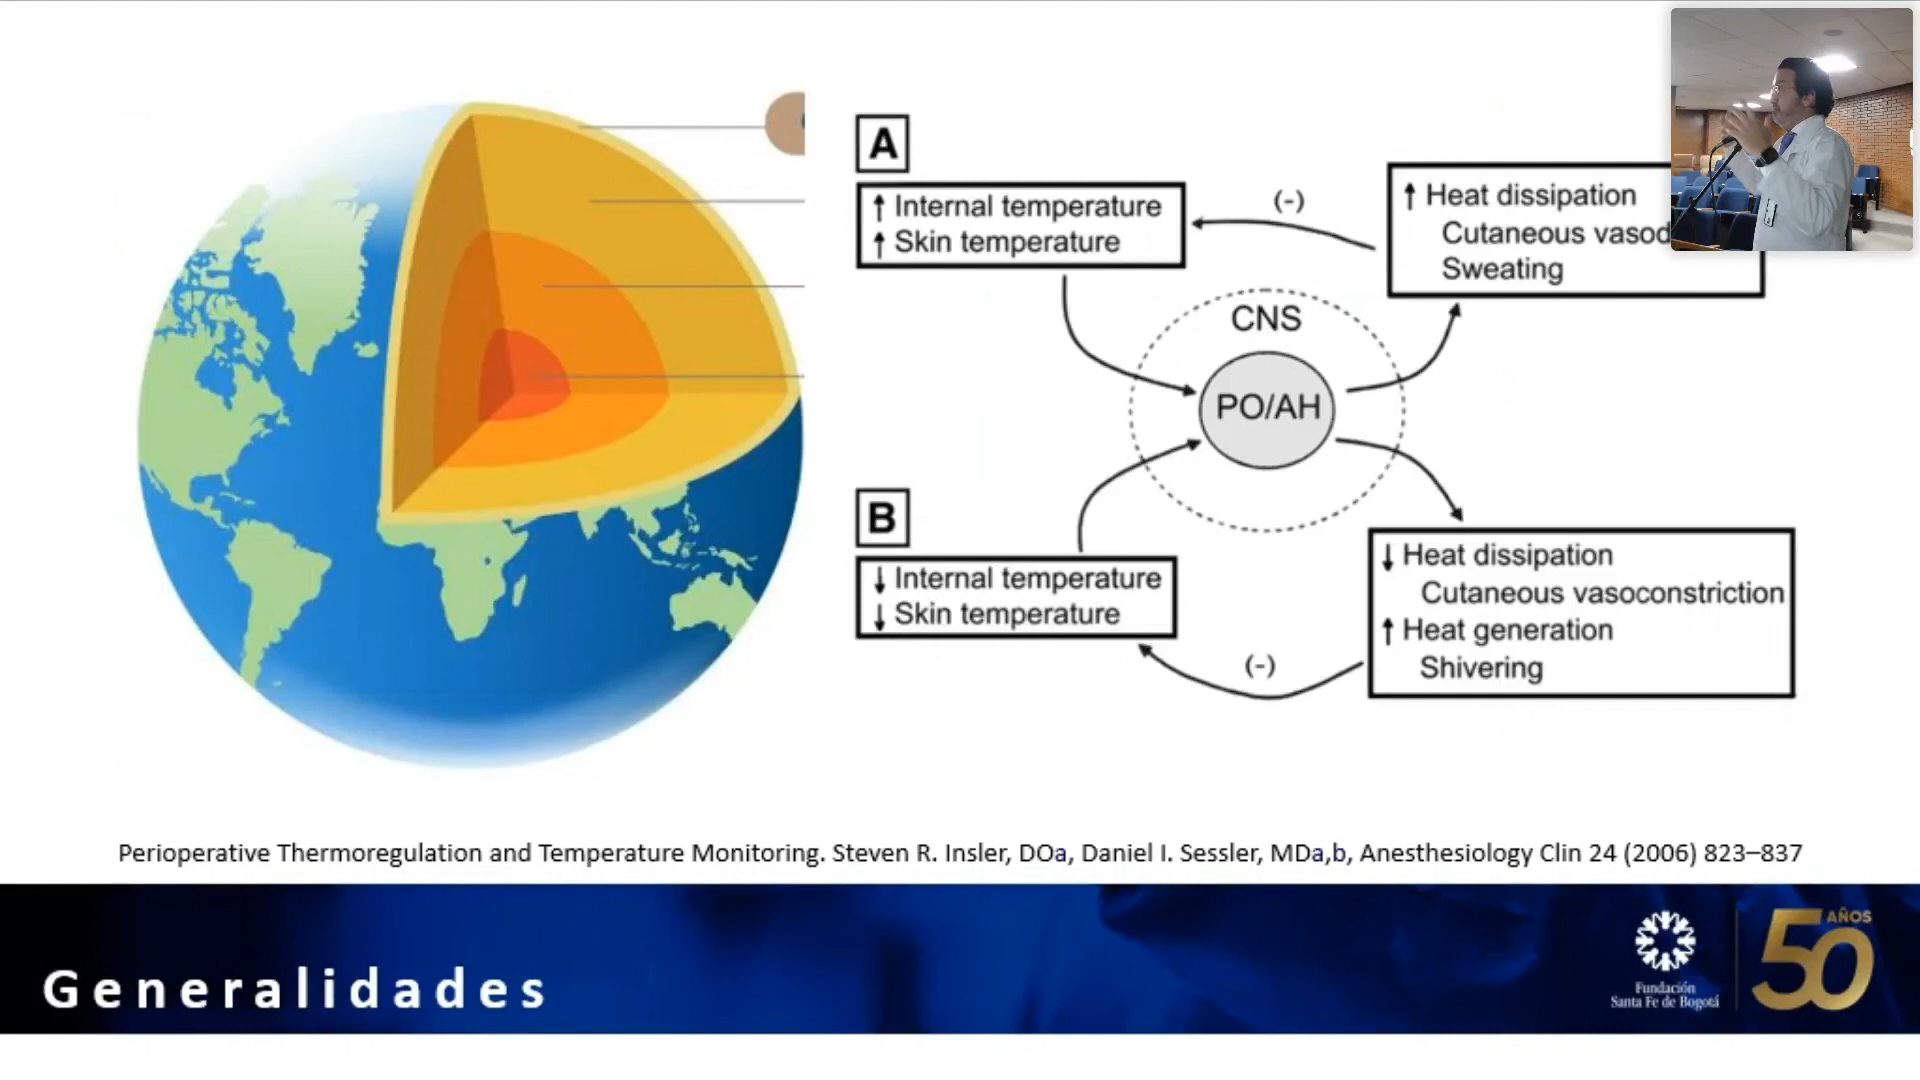 A
↑ Internal temperature
↑ Skin temperature
(-)
↑ Heat dissipation
Cutaneous vasod
Sweating
CNS
PO/AH
B
↓ Internal temperature
↓ Skin temperature
(-)
↓ Heat dissipation
Cutaneous vasoconstriction
↑ Heat generation
Shivering
Perioperative Thermoregulation and Temperature Monitoring. Steven R. Insler, DOa, Daniel I. Sessler, MDa,b, Anesthesiology Clin 24 (2006) 823–837
Generalidades
Fundación
Santa Fe de Bogotá
50 AÑOS